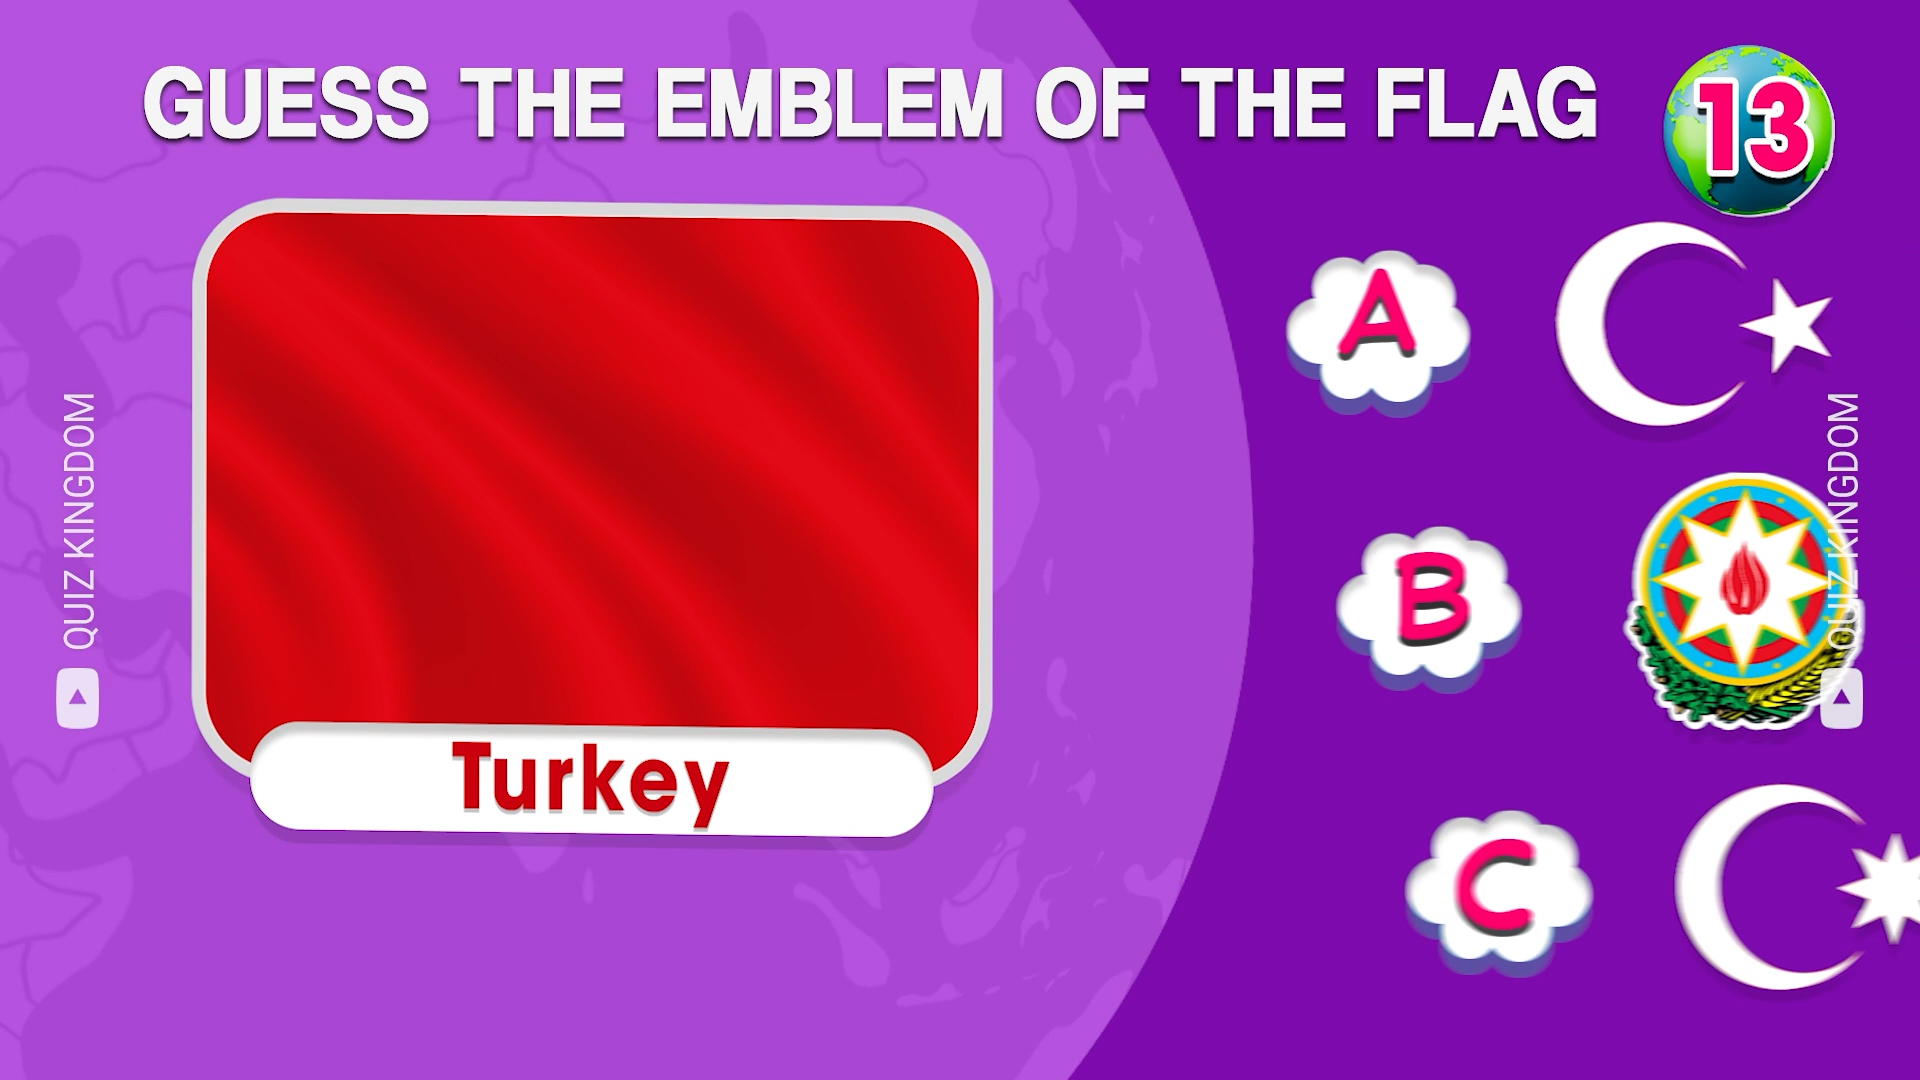 GUESS THE EMBLEM OF THE FLAG
13
A
B
C
Turkey
QUIZ KINGDOM
QUIZ KINGDOM